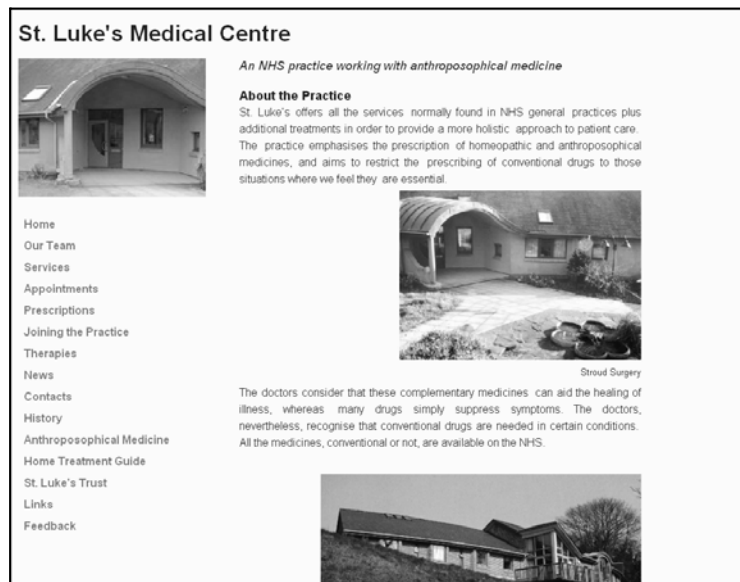 St. Luke's Medical Centre
An NHS practice working with anthroposophical medicine
About the Practice
St. Luke's offers all the services normally found in NHS general practices plus
additional treatments in order to provide a more holistic approach to patient care.
The practice emphasises the prescription of homeopathic and anthroposophical
medicines, and aims to restrict the prescribing of conventional drugs to those
situations where we feel they are essential.
Home
Our Team
Services
Appointments
Prescriptions
Joining the Practice
Therapies
News
Contacts
History
Anthroposophical Medicine
Home Treatment Guide
St. Luke's Trust
Links
Feedback
Stroud Surgery
The doctors consider that these complementary medicines can aid the healing of
illness, whereas many drugs simply suppress symptoms. The doctors,
nevertheless, recognise that conventional drugs are needed in certain conditions.
All the medicines, conventional or not, are available on the NHS.